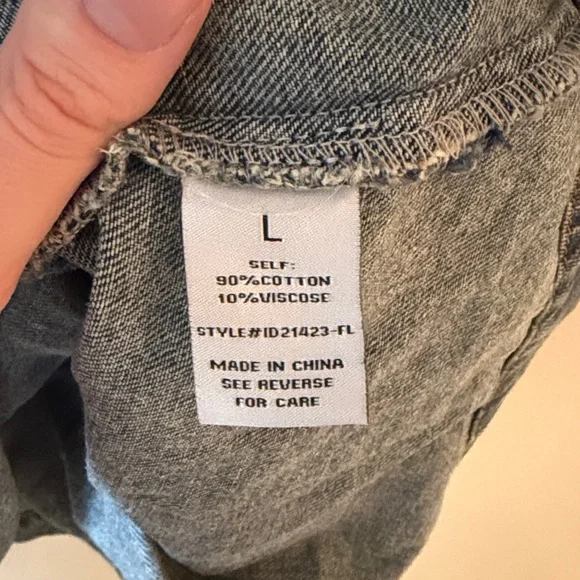 L
SELF:
90%COTTON
10%VISCOSE
STYLE#ID21423-FL
MADE IN CHINA
SEE REVERSE
FOR CARE